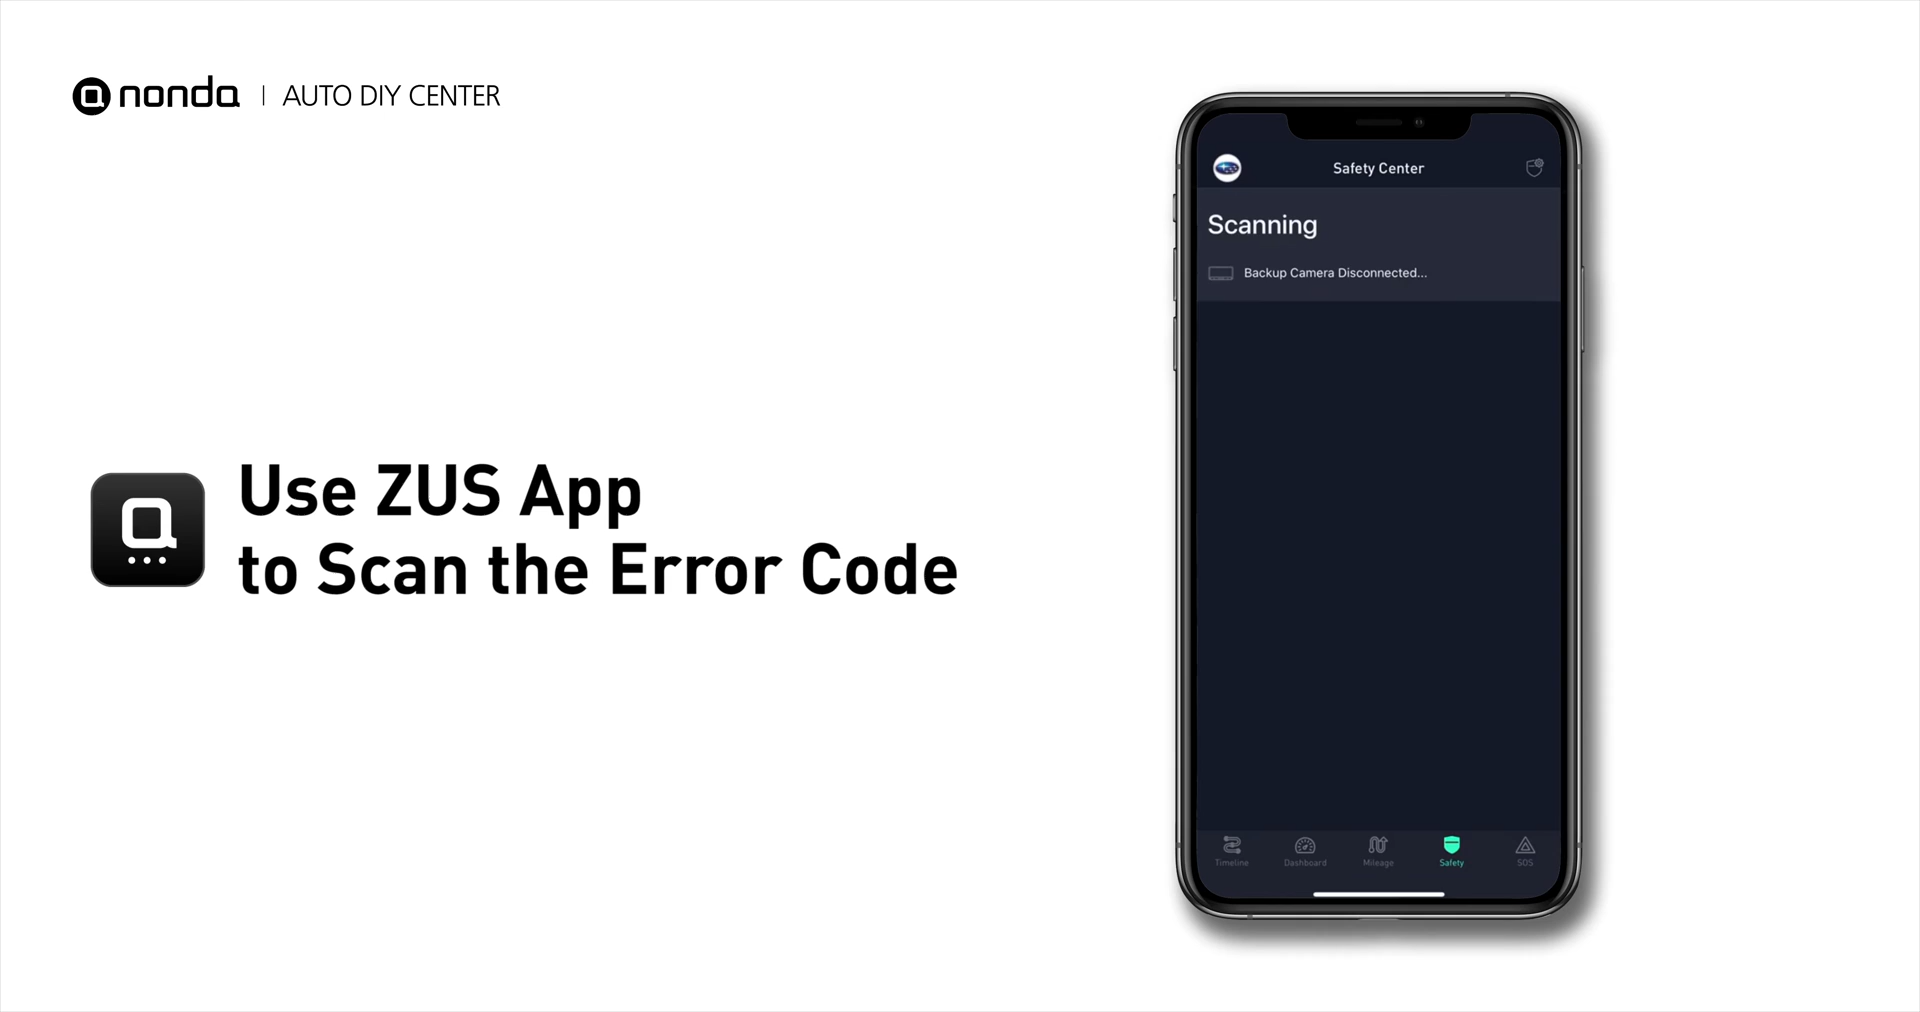 nonda | AUTO DIY CENTER
Use ZUS App
to Scan the Error Code
Safety Center
Scanning
Backup Camera Disconnected...
Timeline
Dashboard
Mileage
Safety
SOS